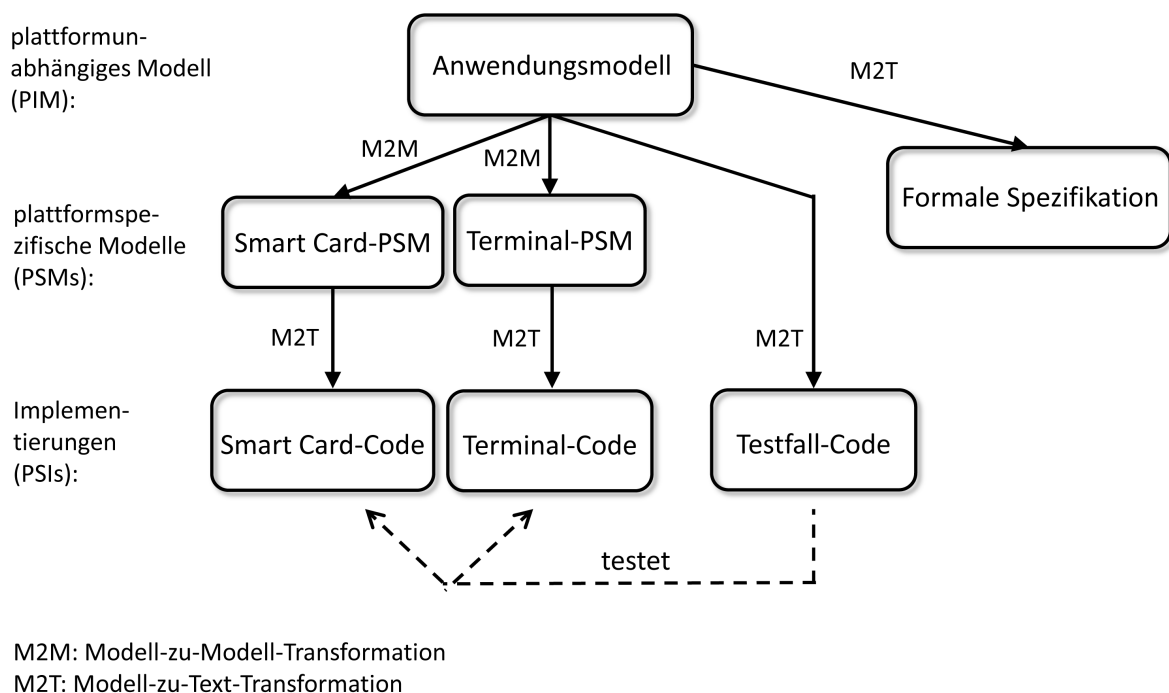 plattformun-
abhängiges Modell
(PIM):
Anwendungsmodell
M2T
M2M
M2M
Formale Spezifikation
plattformspe-
zifische Modelle
(PSMs):
Smart Card-PSM
Terminal-PSM
M2T
M2T
M2T
Implemen-
tierungen
(PSIs):
Smart Card-Code
Terminal-Code
Testfall-Code
testet
M2M: Modell-zu-Modell-Transformation
M2T: Modell-zu-Text-Transformation